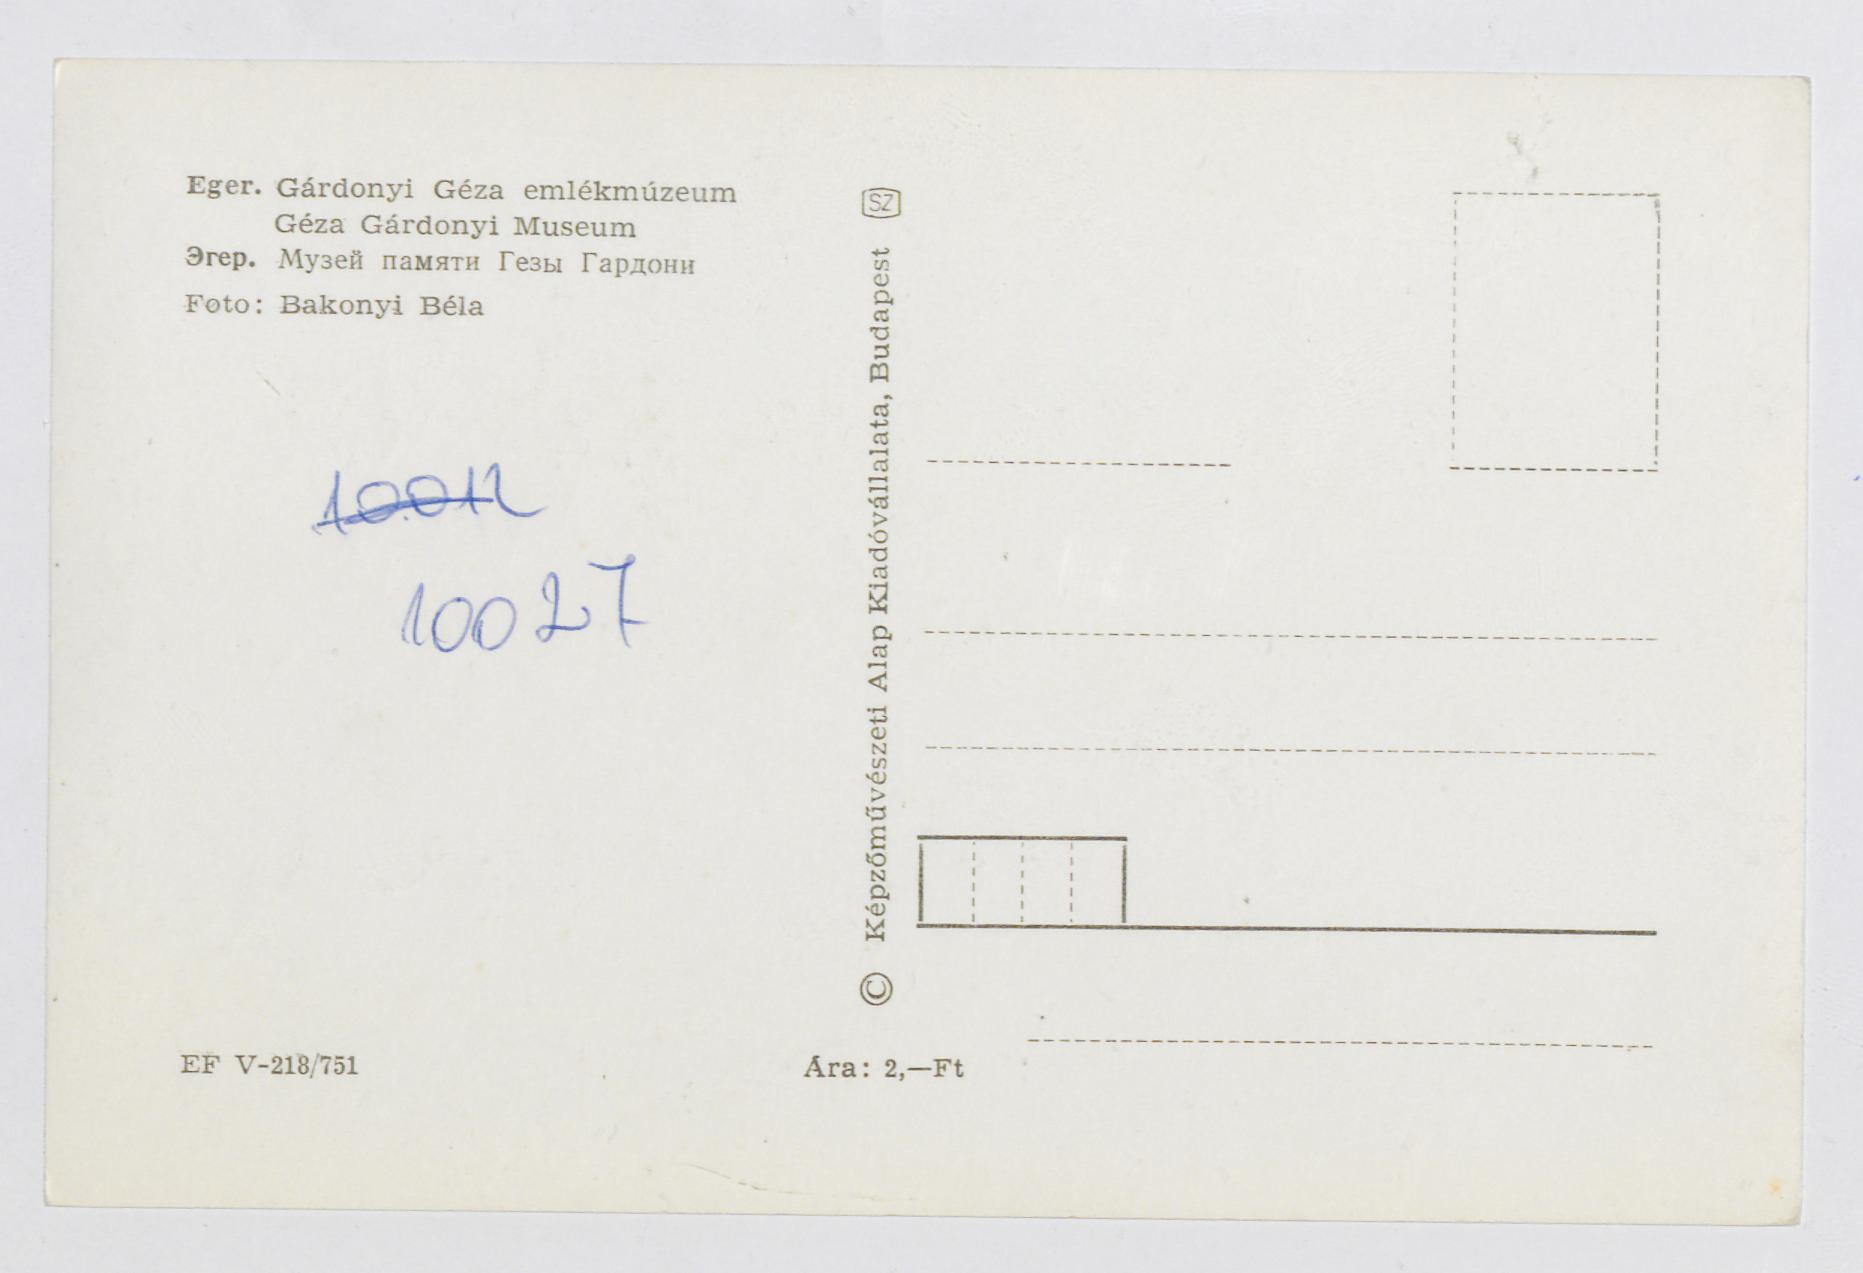 Eger. Gárdonyi Géza emlékmúzeum
Géza Gárdonyi Museum
Эгер. Музей памяти Гезы Гардони
Foto: Bakonyi Béla
10012
10027
EF V-218/751
SZ
© Képzőművészeti Alap Kiadóvállalata, Budapest
Ára: 2,—Ft